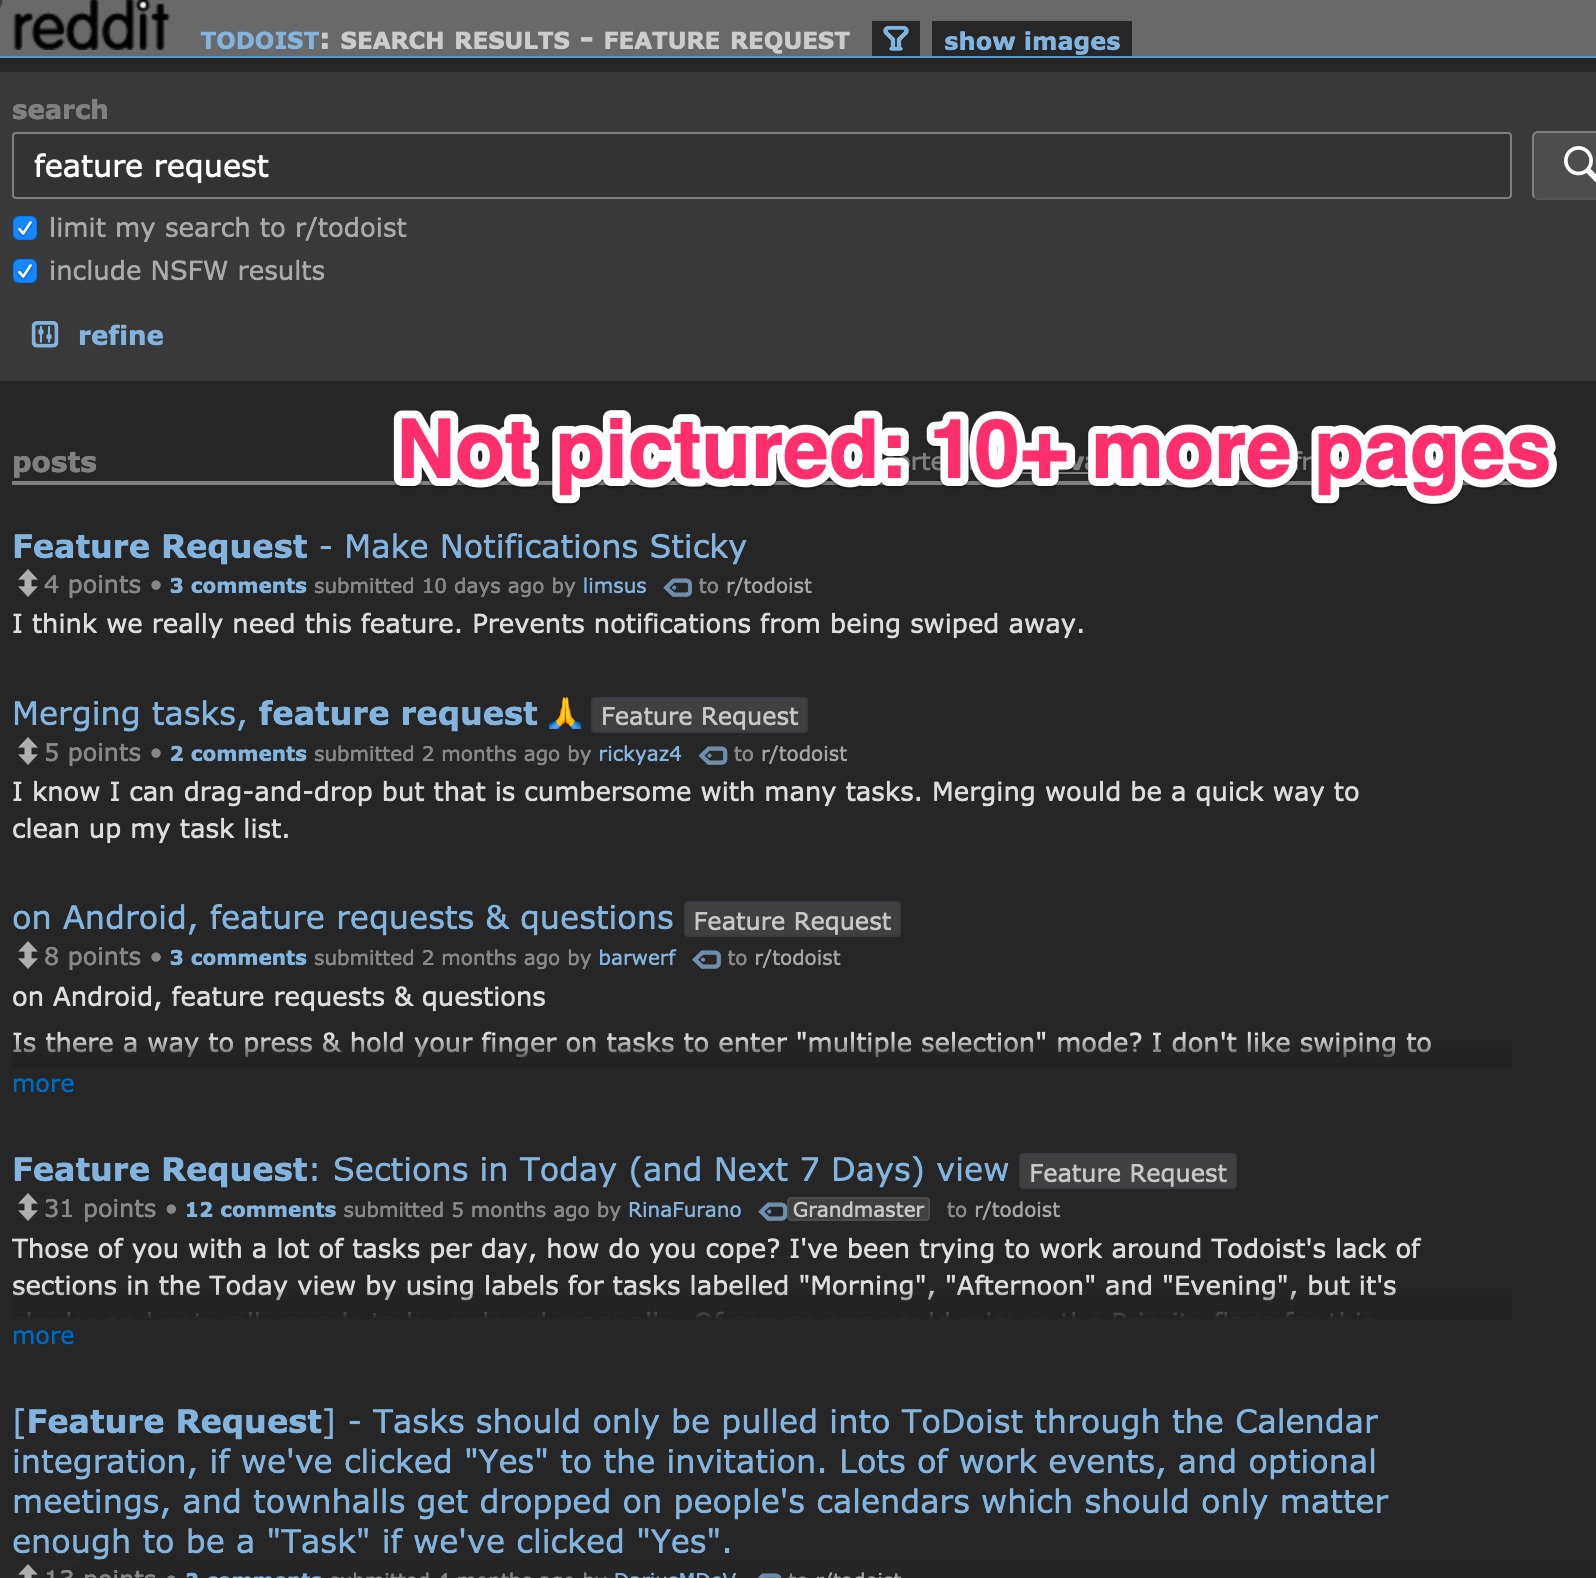 reddit TODOIST: SEARCH RESULTS - FEATURE REQUEST show images
search
feature request
limit my search to r/todoist
include NSFW results
refine
Not pictured: 10+ more pages
posts
Feature Request - Make Notifications Sticky
4 points • 3 comments submitted 10 days ago by limsus to r/todoist
I think we really need this feature. Prevents notifications from being swiped away.
Merging tasks, feature request 🙏 Feature Request
5 points • 2 comments submitted 2 months ago by rickyaz4 to r/todoist
I know I can drag-and-drop but that is cumbersome with many tasks. Merging would be a quick way to
clean up my task list.
on Android, feature requests & questions Feature Request
8 points • 3 comments submitted 2 months ago by barwerf to r/todoist
on Android, feature requests & questions
Is there a way to press & hold your finger on tasks to enter "multiple selection" mode? I don't like swiping to
more
Feature Request: Sections in Today (and Next 7 Days) view Feature Request
31 points • 12 comments submitted 5 months ago by RinaFurano Grandmaster to r/todoist
Those of you with a lot of tasks per day, how do you cope? I've been trying to work around Todoist's lack of
sections in the Today view by using labels for tasks labelled "Morning", "Afternoon" and "Evening", but it's
more
[Feature Request] - Tasks should only be pulled into ToDoist through the Calendar
integration, if we've clicked "Yes" to the invitation. Lots of work events, and optional
meetings, and townhalls get dropped on people's calendars which should only matter
enough to be a "Task" if we've clicked "Yes".
13 points • comments submitted 4 months ago by to r/todoist